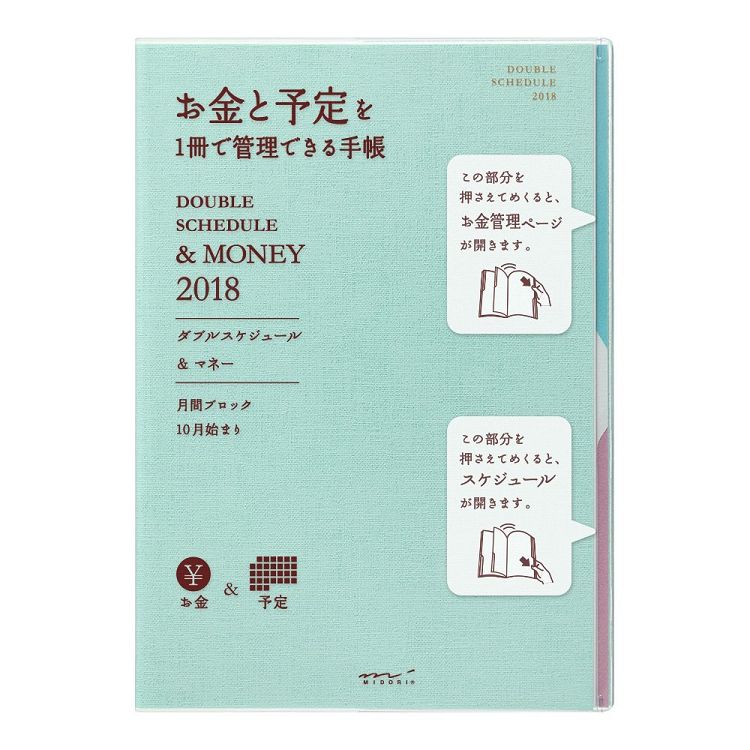 DOUBLE
SCHEDULE
2018
お金と予定を
1冊で管理できる手帳
DOUBLE
SCHEDULE
& MONEY
2018
ダブルスケジュール
& マネー
月間ブロック
10月始まり
この部分を
押さえてめくると、
お金管理ページ
が開きます。
この部分を
押さえてめくると、
スケジュール
が開きます。
¥
お金 & 予定
MIDORI®